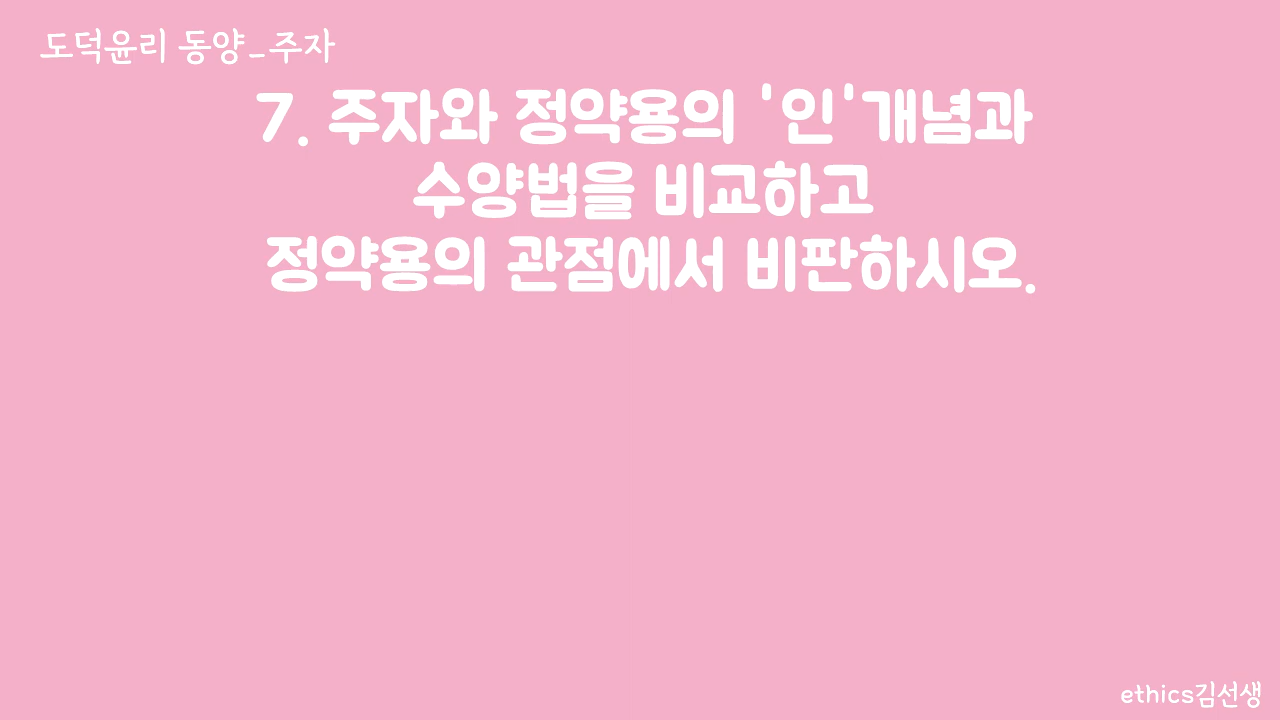 도덕윤리 동양_주자
7. 주자와 정약용의 '인'개념과
수양법을 비교하고
정약용의 관점에서 비판하시오.
ethics김선생